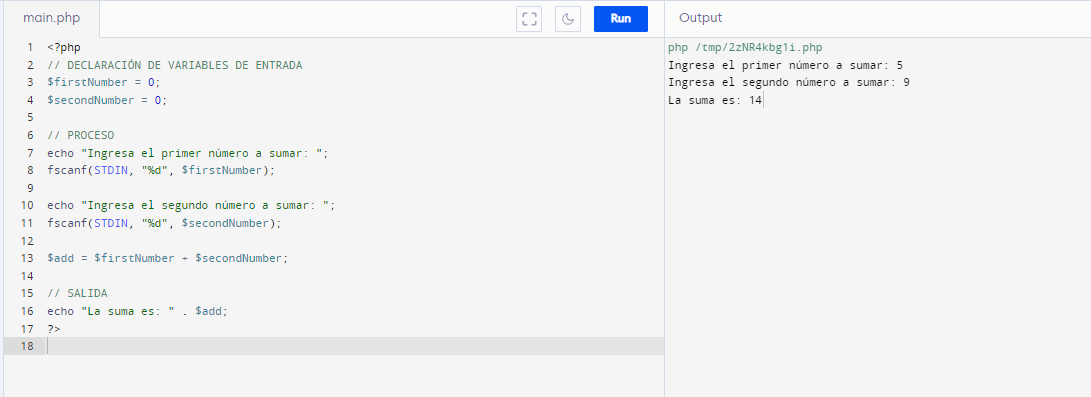 main.php
Run
Output
1 <?php
2 // DECLARACIÓN DE VARIABLES DE ENTRADA
3 $firstNumber = 0;
4 $secondNumber = 0;
5
6 // PROCESO
7 echo "Ingresa el primer número a sumar: ";
8 fscanf(STDIN, "%d", $firstNumber);
9
10 echo "Ingresa el segundo número a sumar: ";
11 fscanf(STDIN, "%d", $secondNumber);
12
13 $add = $firstNumber + $secondNumber;
14
15 // SALIDA
16 echo "La suma es: " . $add;
17 ?>
18
php /tmp/2zNR4kbg1i.php
Ingresa el primer número a sumar: 5
Ingresa el segundo número a sumar: 9
La suma es: 14